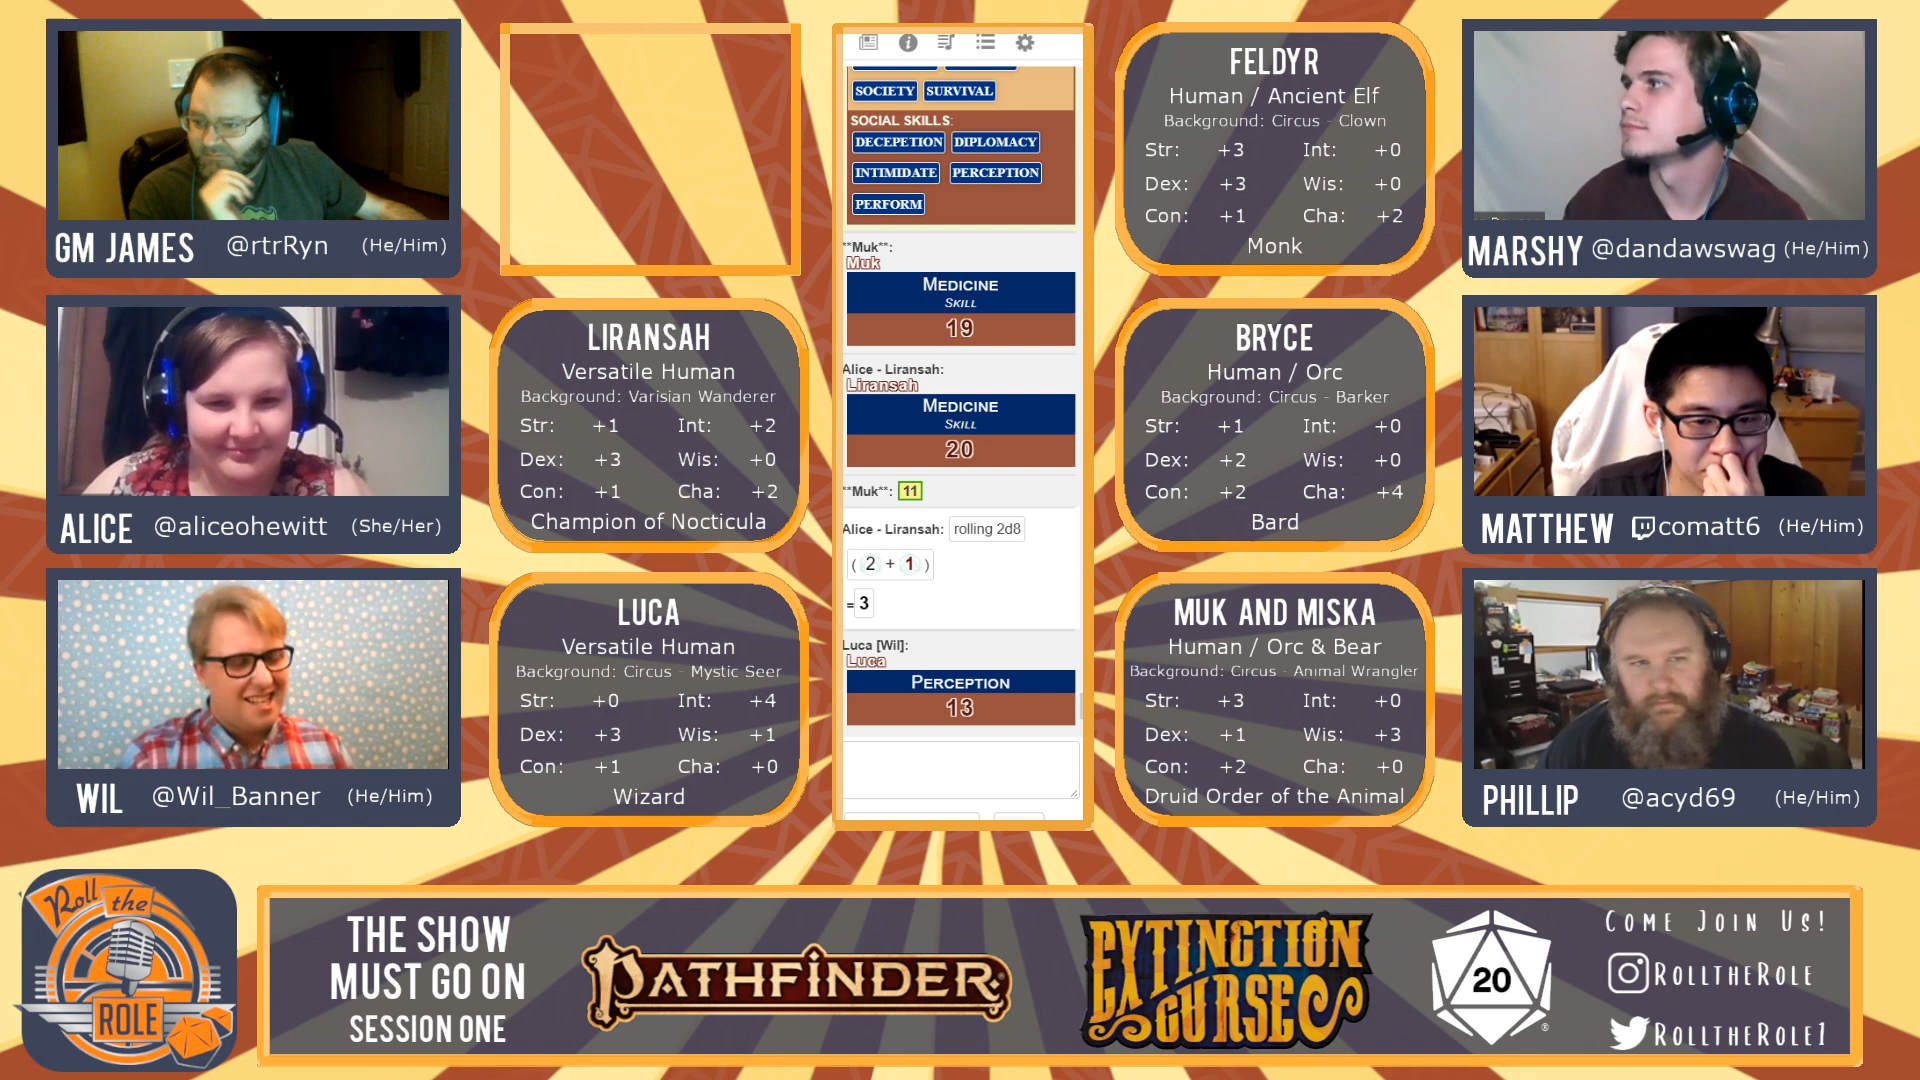 GM JAMES @rtrRyn (He/Him)
ALICE @aliceohewitt (She/Her)
WIL @Wil_Banner (He/Him)
LIRANSAH
Versatile Human
Background: Varisian Wanderer
Str: +1 Int: +2
Dex: +3 Wis: +0
Con: +1 Cha: +2
Champion of Nocticula
LUCA
Versatile Human
Background: Circus - Mystic Seer
Str: +0 Int: +4
Dex: +3 Wis: +1
Con: +1 Cha: +0
Wizard
SOCIETY SURVIVAL
SOCIAL SKILLS:
DECEPETION DIPLOMACY
INTIMIDATE PERCEPTION
PERFORM
**Muk**:
Muk
MEDICINE
SKILL
19
Alice - Liransah:
Liransah
MEDICINE
SKILL
20
**Muk**: 11
Alice - Liransah: rolling 2d8
( 2 + 1 )
=3
Luca [Wil]:
Luca
PERCEPTION
13
FELDYR
Human / Ancient Elf
Background: Circus - Clown
Str: +3 Int: +0
Dex: +3 Wis: +0
Con: +1 Cha: +2
Monk
BRYCE
Human / Orc
Background: Circus - Barker
Str: +1 Int: +0
Dex: +2 Wis: +0
Con: +2 Cha: +4
Bard
MUK AND MISKA
Human / Orc & Bear
Background: Circus - Animal Wrangler
Str: +3 Int: +0
Dex: +1 Wis: +3
Con: +2 Cha: +0
Druid Order of the Animal
MARSHY @dandawswag (He/Him)
MATTHEW comatt6 (He/Him)
PHILLIP @acyd69 (He/Him)
Roll the
ROLE
THE SHOW
MUST GO ON
SESSION ONE
PATHFINDER
EXTINCTION
CURSE
20
®
COME JOIN US!
ROLLTHEROLE
ROLLTHEROLE1